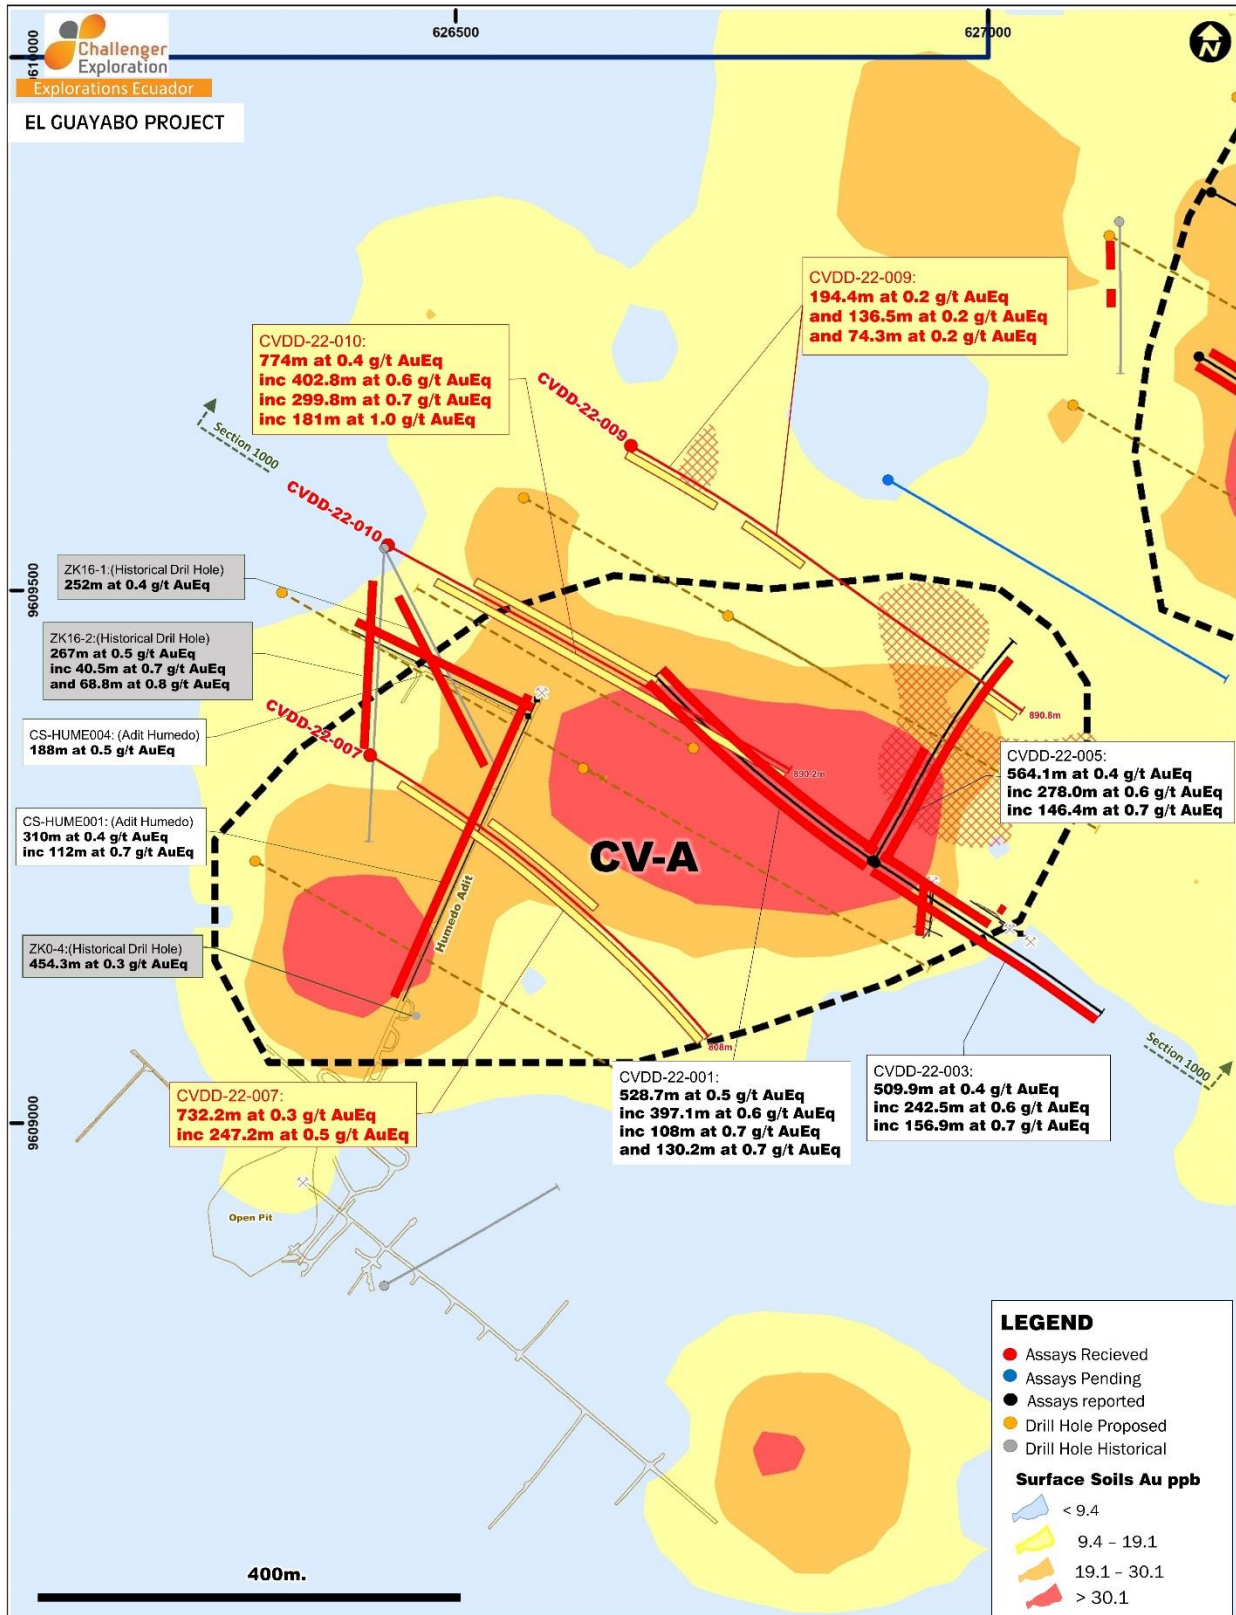 626500
627000
9610000
Challenger
Exploration
Explorations Ecuador
EL GUAYABO PROJECT
N
CVDD-22-009:
194.4m at 0.2 g/t AuEq
and 136.5m at 0.2 g/t AuEq
and 74.3m at 0.2 g/t AuEq
CVDD-22-010:
774m at 0.4 g/t AuEq
inc 402.8m at 0.6 g/t AuEq
inc 299.8m at 0.7 g/t AuEq
inc 181m at 1.0 g/t AuEq
CVDD-22-009
Section 1000
CVDD-22-010
9609500
ZK16-1:(Historical Dril Hole)
252m at 0.4 g/t AuEq
ZK16-2:(Historical Drill Hole)
267m at 0.5 g/t AuEq
inc 40.5m at 0.7 g/t AuEq
and 68.8m at 0.8 g/t AuEq
CS-HUME004: (Adit Humedo)
188m at 0.5 g/t AuEq
CVDD-22-007
890.8m
890.2m
CVDD-22-005:
564.1m at 0.4 g/t AuEq
inc 278.0m at 0.6 g/t AuEq
inc 146.4m at 0.7 g/t AuEq
CS-HUME001: (Adit Humedo)
310m at 0.4 g/t AuEq
inc 112m at 0.7 g/t AuEq
CV-A
Humedo Adit
ZK0-4:(Historical Drill Hole)
454.3m at 0.3 g/t AuEq
808m
Section 1000
CVDD-22-007:
732.2m at 0.3 g/t AuEq
inc 247.2m at 0.5 g/t AuEq
CVDD-22-001:
528.7m at 0.5 g/t AuEq
inc 397.1m at 0.6 g/t AuEq
inc 108m at 0.7 g/t AuEq
and 130.2m at 0.7 g/t AuEq
CVDD-22-003:
509.9m at 0.4 g/t AuEq
inc 242.5m at 0.6 g/t AuEq
inc 156.9m at 0.7 g/t AuEq
9609000
Open Pit
400m.
LEGEND
Assays Recieved
Assays Pending
Assays reported
Drill Hole Proposed
Drill Hole Historical
Surface Soils Au ppb
< 9.4
9.4 – 19.1
19.1 – 30.1
> 30.1